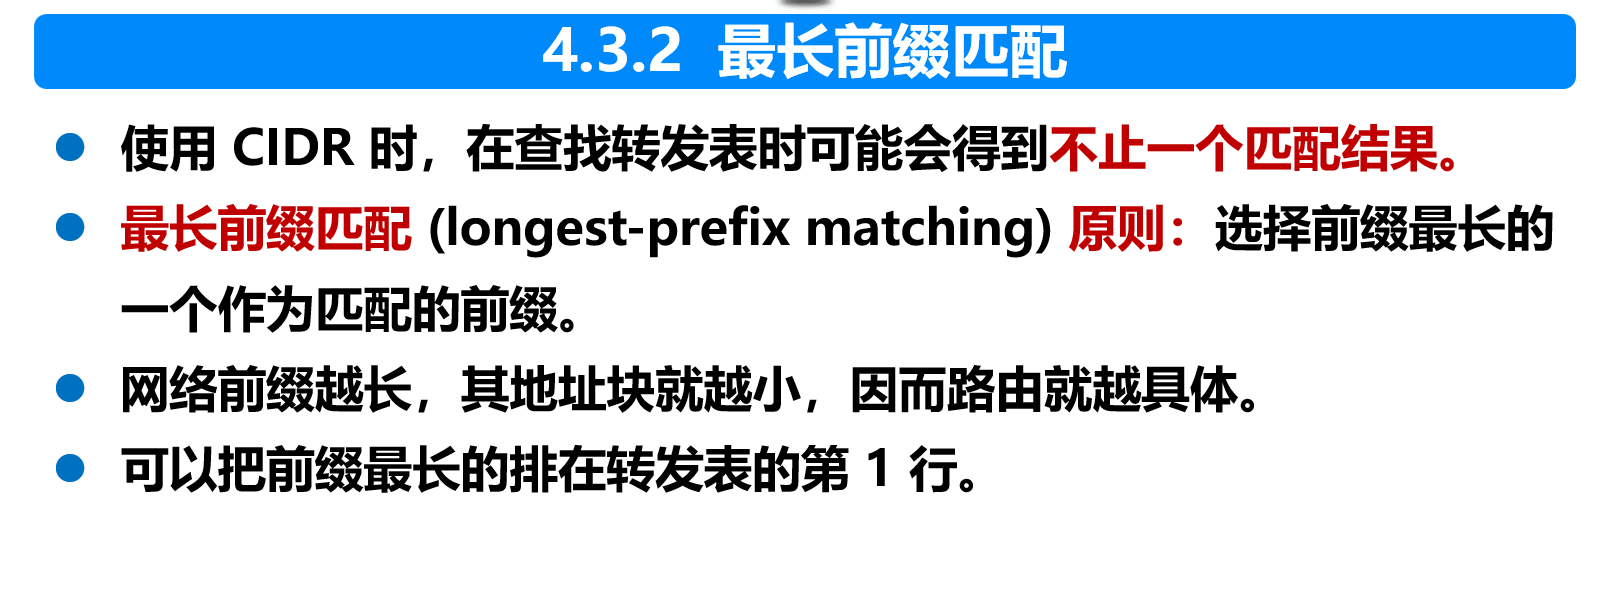 4.3.2 最长前缀匹配
使用 CIDR 时，在查找转发表时可能会得到不止一个匹配结果。
最长前缀匹配 (longest-prefix matching) 原则：选择前缀最长的
一个作为匹配的前缀。
网络前缀越长，其地址块就越小，因而路由就越具体。
可以把前缀最长的排在转发表的第 1 行。